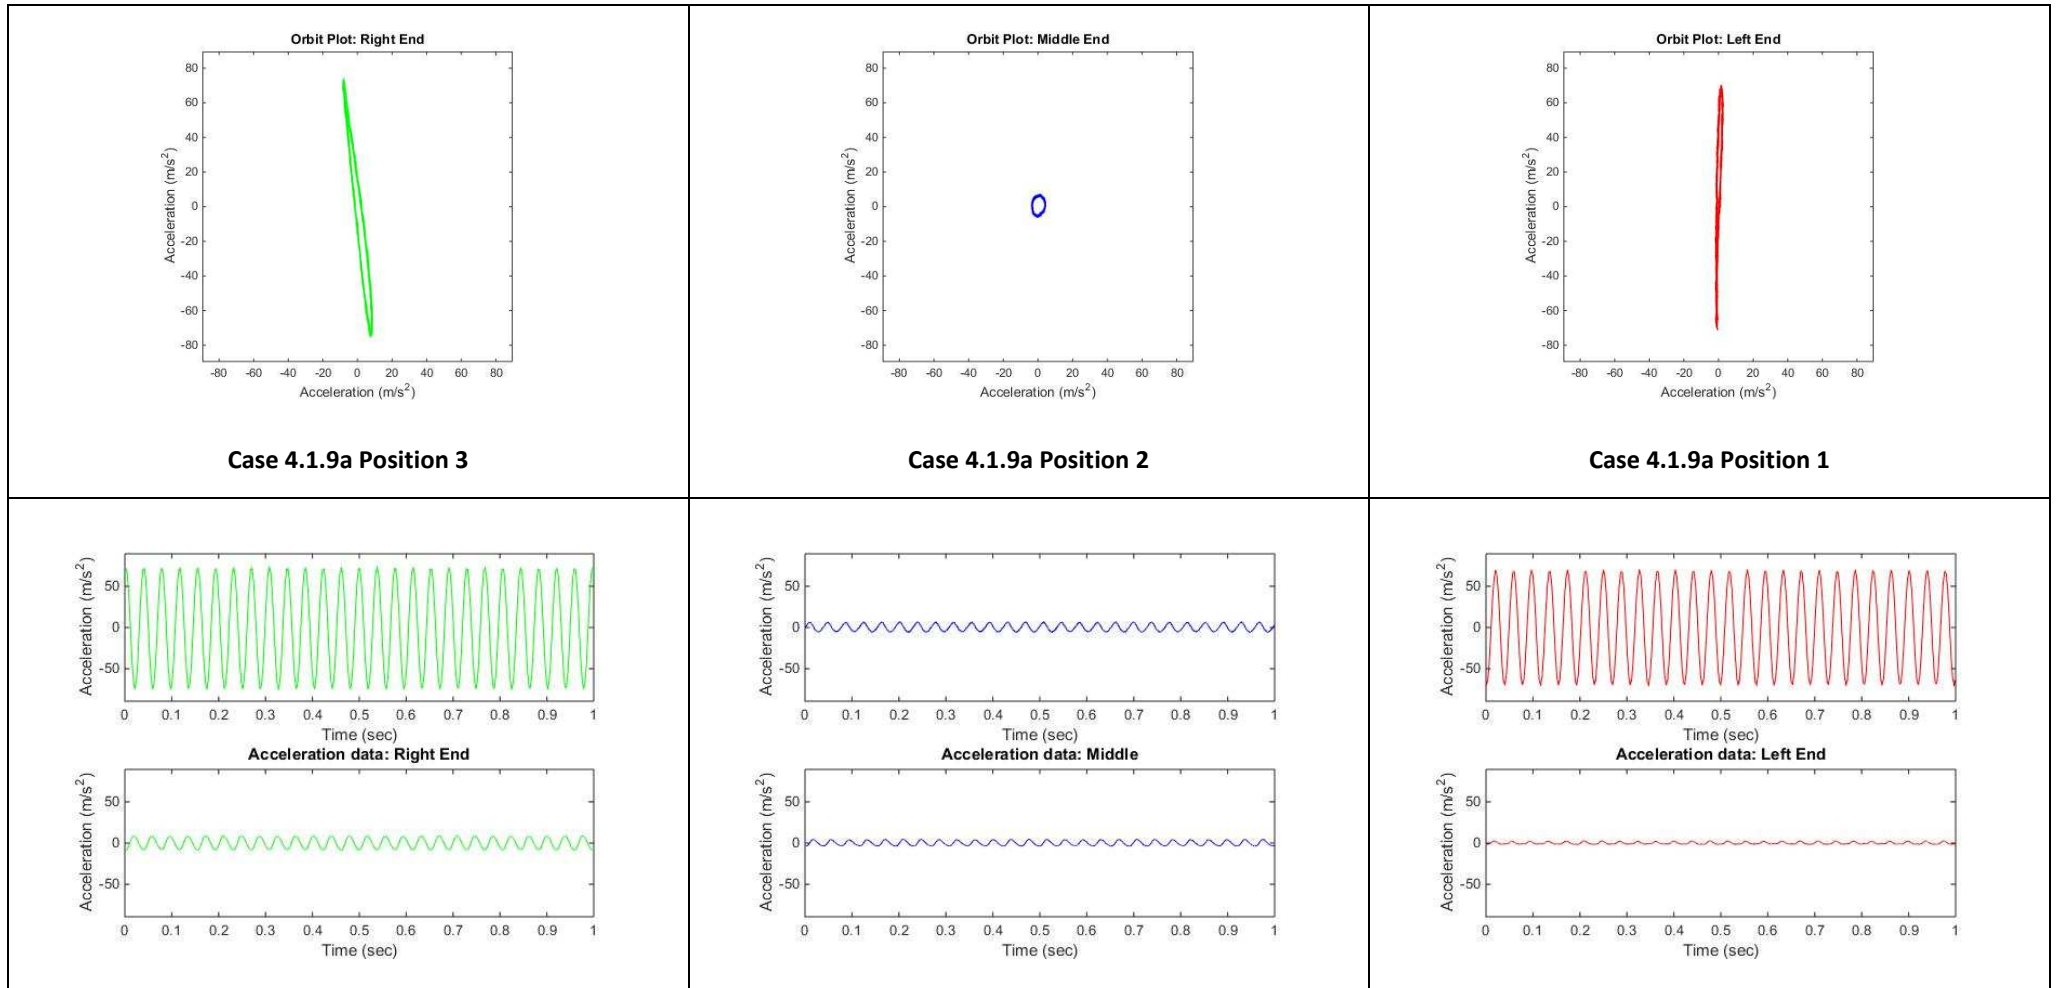 Orbit Plot: Right End
80
60
40
20
0
-20
-40
-60
-80
Acceleration (m/s²)
-80 -60 -40 -20 0 20 40 60 80
Acceleration (m/s²)
Case 4.1.9a Position 3
Orbit Plot: Middle End
80
60
40
20
0
-20
-40
-60
-80
Acceleration (m/s²)
-80 -60 -40 -20 0 20 40 60 80
Acceleration (m/s²)
Case 4.1.9a Position 2
Orbit Plot: Left End
80
60
40
20
0
-20
-40
-60
-80
Acceleration (m/s²)
-80 -60 -40 -20 0 20 40 60 80
Acceleration (m/s²)
Case 4.1.9a Position 1
Acceleration (m/s²)
50
0
-50
0 0.1 0.2 0.3 0.4 0.5 0.6 0.7 0.8 0.9 1
Time (sec)
Acceleration data: Right End
Acceleration (m/s²)
50
0
-50
0 0.1 0.2 0.3 0.4 0.5 0.6 0.7 0.8 0.9 1
Time (sec)
Acceleration (m/s²)
50
0
-50
0 0.1 0.2 0.3 0.4 0.5 0.6 0.7 0.8 0.9 1
Time (sec)
Acceleration data: Middle
Acceleration (m/s²)
50
0
-50
0 0.1 0.2 0.3 0.4 0.5 0.6 0.7 0.8 0.9 1
Time (sec)
Acceleration (m/s²)
50
0
-50
0 0.1 0.2 0.3 0.4 0.5 0.6 0.7 0.8 0.9 1
Time (sec)
Acceleration data: Left End
Acceleration (m/s²)
50
0
-50
0 0.1 0.2 0.3 0.4 0.5 0.6 0.7 0.8 0.9 1
Time (sec)